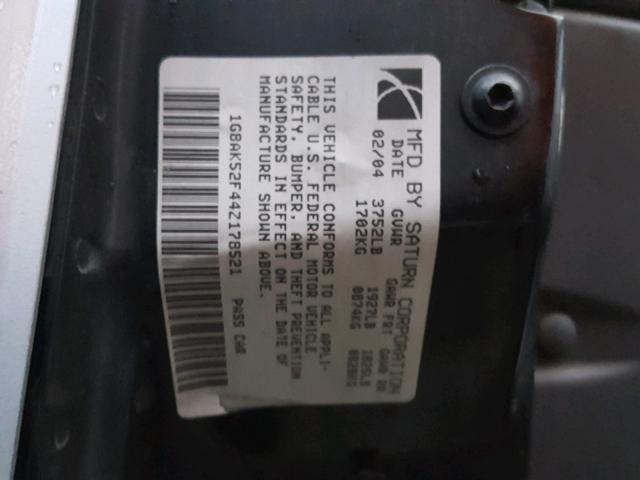 MFD BY SATURN CORPORATION
DATE GVWR GAWR FRT GAWR RR
02/04 3752LB 1927LB 1825LB
1702KG 0874KG 0828KG
THIS VEHICLE CONFORMS TO ALL APPLI-
CABLE U.S. FEDERAL MOTOR VEHICLE
SAFETY, BUMPER, AND THEFT PREVENTION
STANDARDS IN EFFECT ON THE DATE OF
MANUFACTURE SHOWN ABOVE.
1G8AK52F44Z178521 PASS CAR